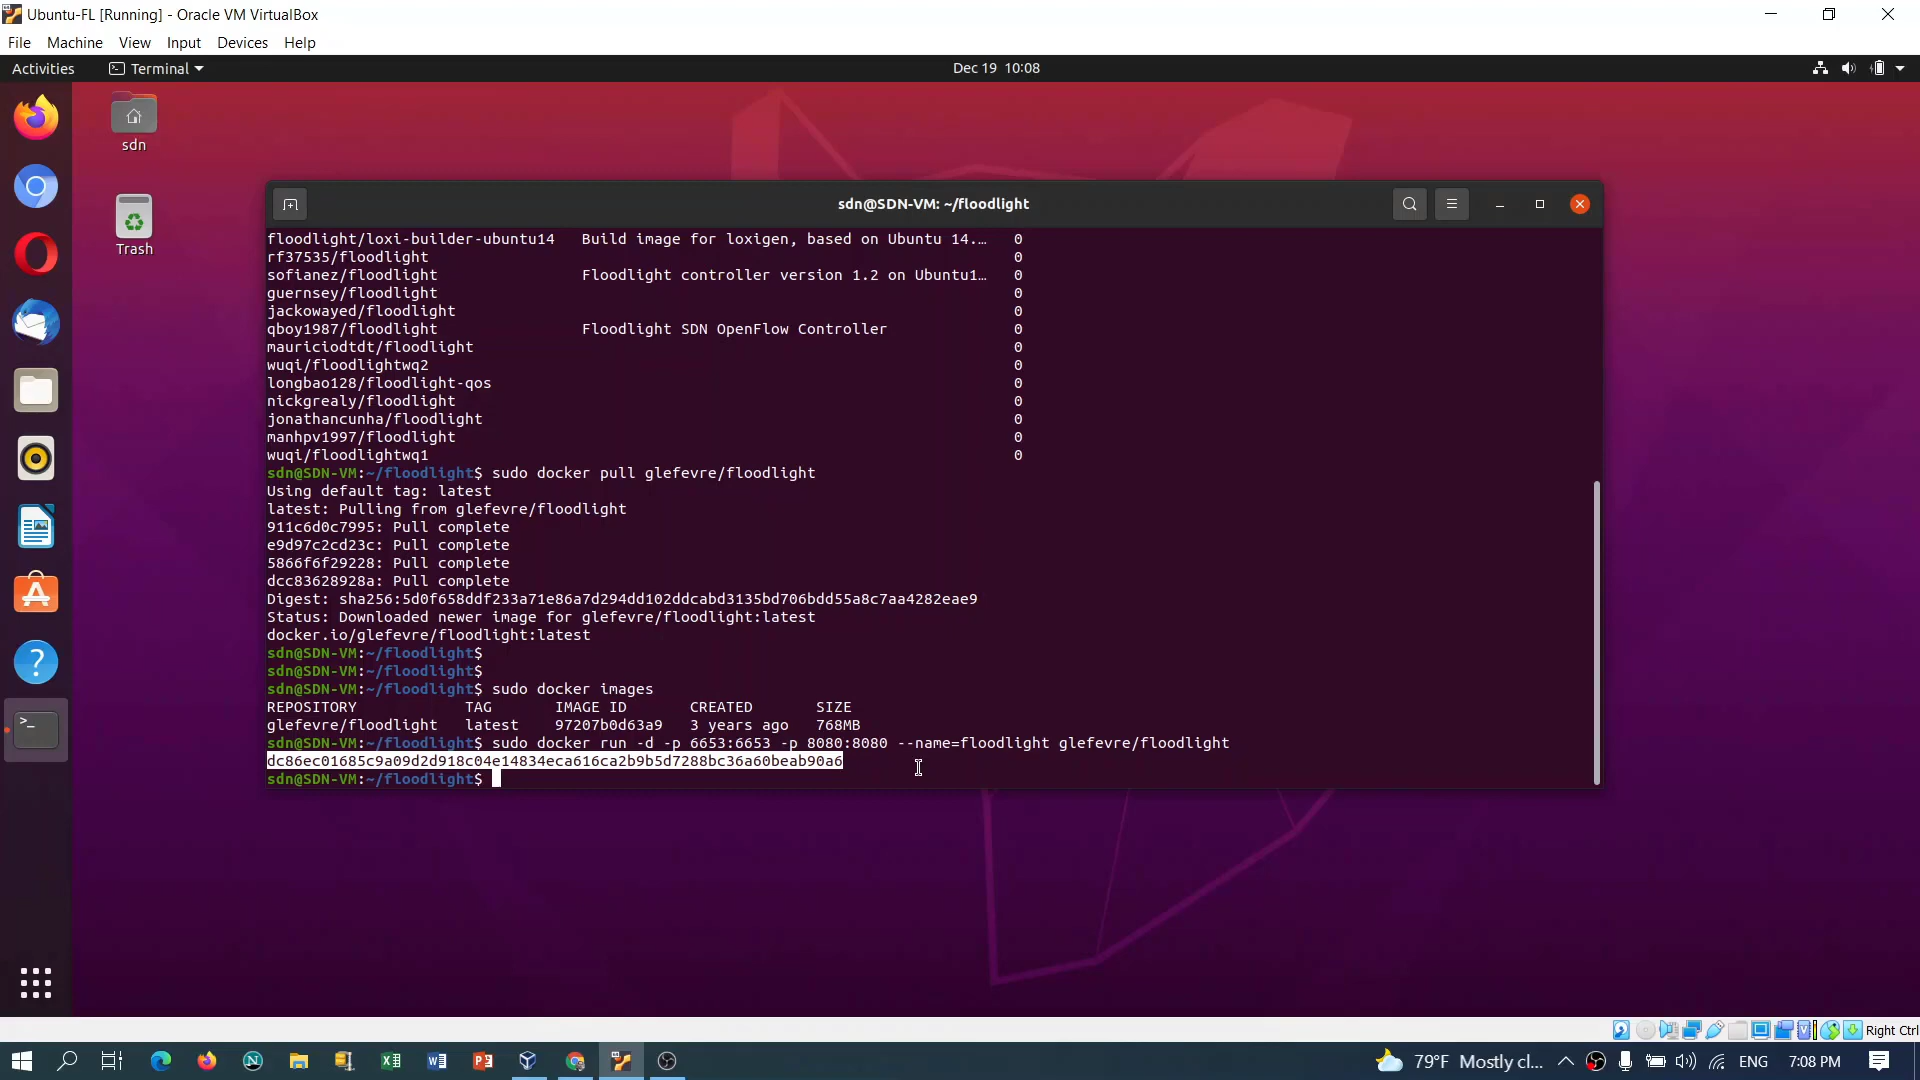 Ubuntu-FL [Running] - Oracle VM VirtualBox
File Machine View Input Devices Help
Activities Terminal Dec 19 10:08
sdn
Trash
sdn@SDN-VM: ~/floodlight
floodlight/loxi-builder-ubuntu14 Build image for loxigen, based on Ubuntu 14.… 0
rf37535/floodlight 0
sofianez/floodlight Floodlight controller version 1.2 on Ubuntu1… 0
guernsey/floodlight 0
jackowayed/floodlight 0
qboy1987/floodlight Floodlight SDN OpenFlow Controller 0
mauriciodtdt/floodlight 0
wuqi/floodlightwq2 0
longbao128/floodlight-qos 0
nickgrealy/floodlight 0
jonathancunha/floodlight 0
manhpv1997/floodlight 0
wuqi/floodlightwq1 0
sdn@SDN-VM:~/floodlight$ sudo docker pull glefevre/floodlight
Using default tag: latest
latest: Pulling from glefevre/floodlight
911c6d0c7995: Pull complete
e9d97c2cd23c: Pull complete
5866f6f29228: Pull complete
dcc83628928a: Pull complete
Digest: sha256:5d0f658ddf233a71e86a7d294dd102ddcabd3135bd706bdd55a8c7aa4282eae9
Status: Downloaded newer image for glefevre/floodlight:latest
docker.io/glefevre/floodlight:latest
sdn@SDN-VM:~/floodlight$
sdn@SDN-VM:~/floodlight$
sdn@SDN-VM:~/floodlight$ sudo docker images
REPOSITORY TAG IMAGE ID CREATED SIZE
glefevre/floodlight latest 97207b0d63a9 3 years ago 768MB
sdn@SDN-VM:~/floodlight$ sudo docker run -d -p 6653:6653 -p 8080:8080 --name=floodlight glefevre/floodlight
dc86ec01685c9a09d2d918c04e14834eca616ca2b9b5d7288bc36a60beab90a6
sdn@SDN-VM:~/floodlight$
Right Ctrl
79°F Mostly cl... ENG 7:08 PM